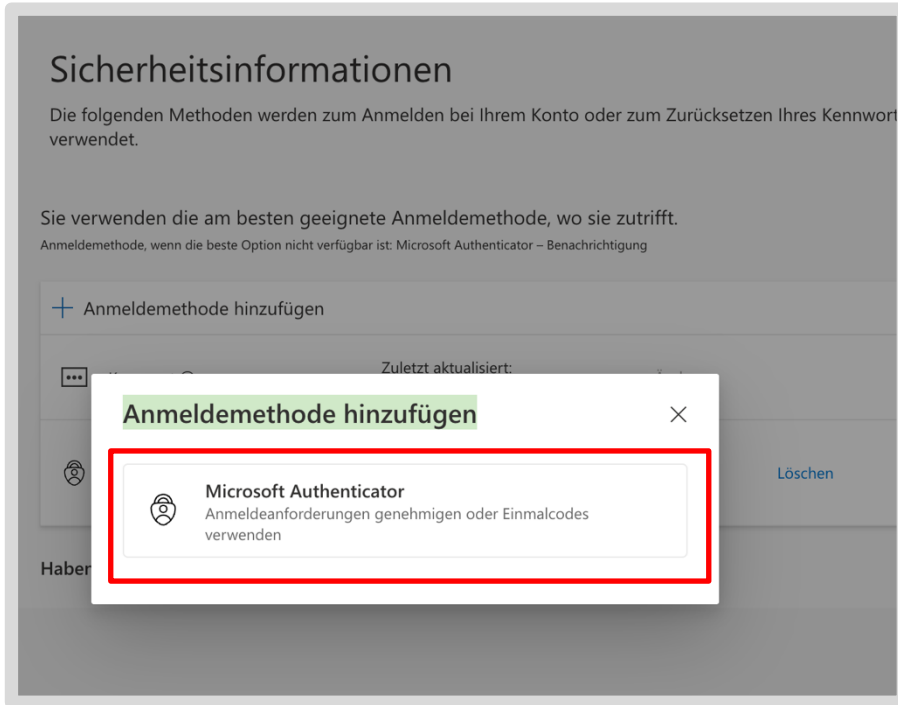 Sicherheitsinformationen
Die folgenden Methoden werden zum Anmelden bei Ihrem Konto oder zum Zurücksetzen Ihres Kennwort
verwendet.
Sie verwenden die am besten geeignete Anmeldemethode, wo sie zutrifft.
Anmeldemethode, wenn die beste Option nicht verfügbar ist: Microsoft Authenticator – Benachrichtigung
Anmeldemethode hinzufügen
Zuletzt aktualisiert:
Anmeldemethode hinzufügen
Microsoft Authenticator
Anmeldeanforderungen genehmigen oder Einmalcodes
verwenden
Löschen
Haben